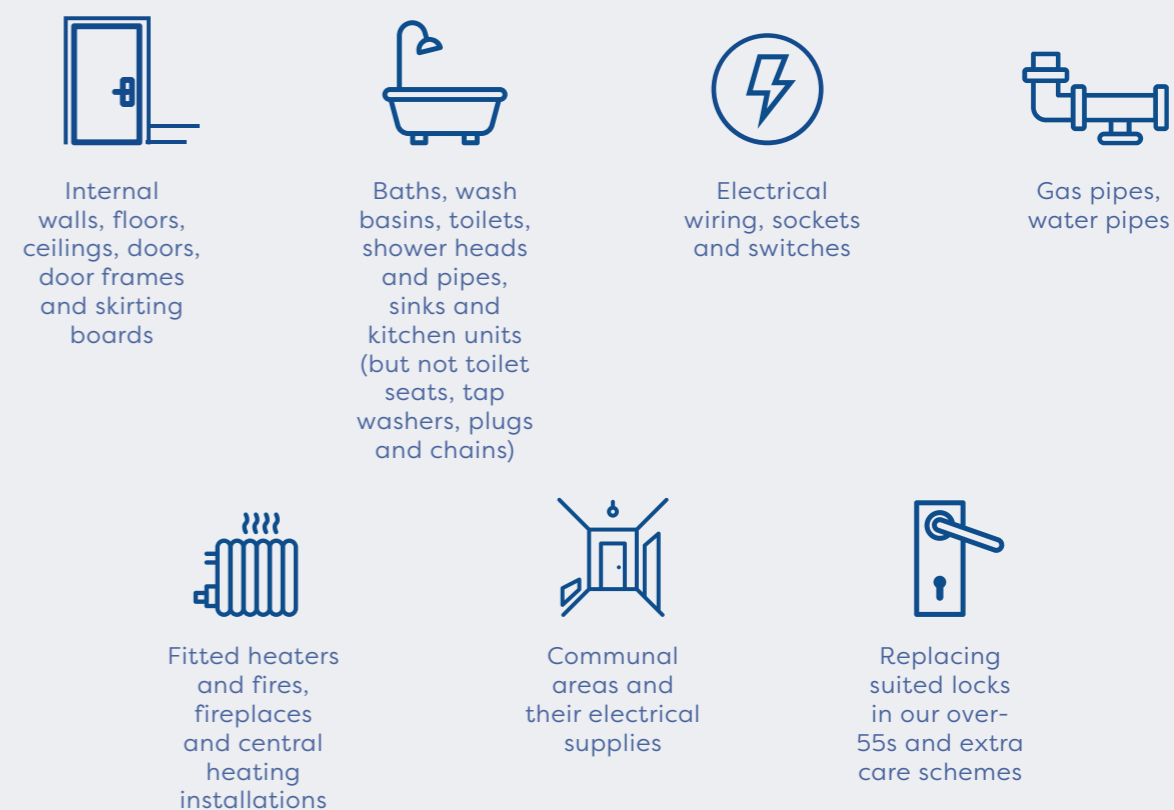 Internal
walls, floors,
ceilings, doors,
door frames
and skirting
boards
Baths, wash
basins, toilets,
shower heads
and pipes,
sinks and
kitchen units
(but not toilet
seats, tap
washers, plugs
and chains)
Electrical
wiring, sockets
and switches
Gas pipes,
water pipes
Fitted heaters
and fires,
fireplaces
and central
heating
installations
Communal
areas and
their electrical
supplies
Replacing
suited locks
in our over-
55s and extra
care schemes